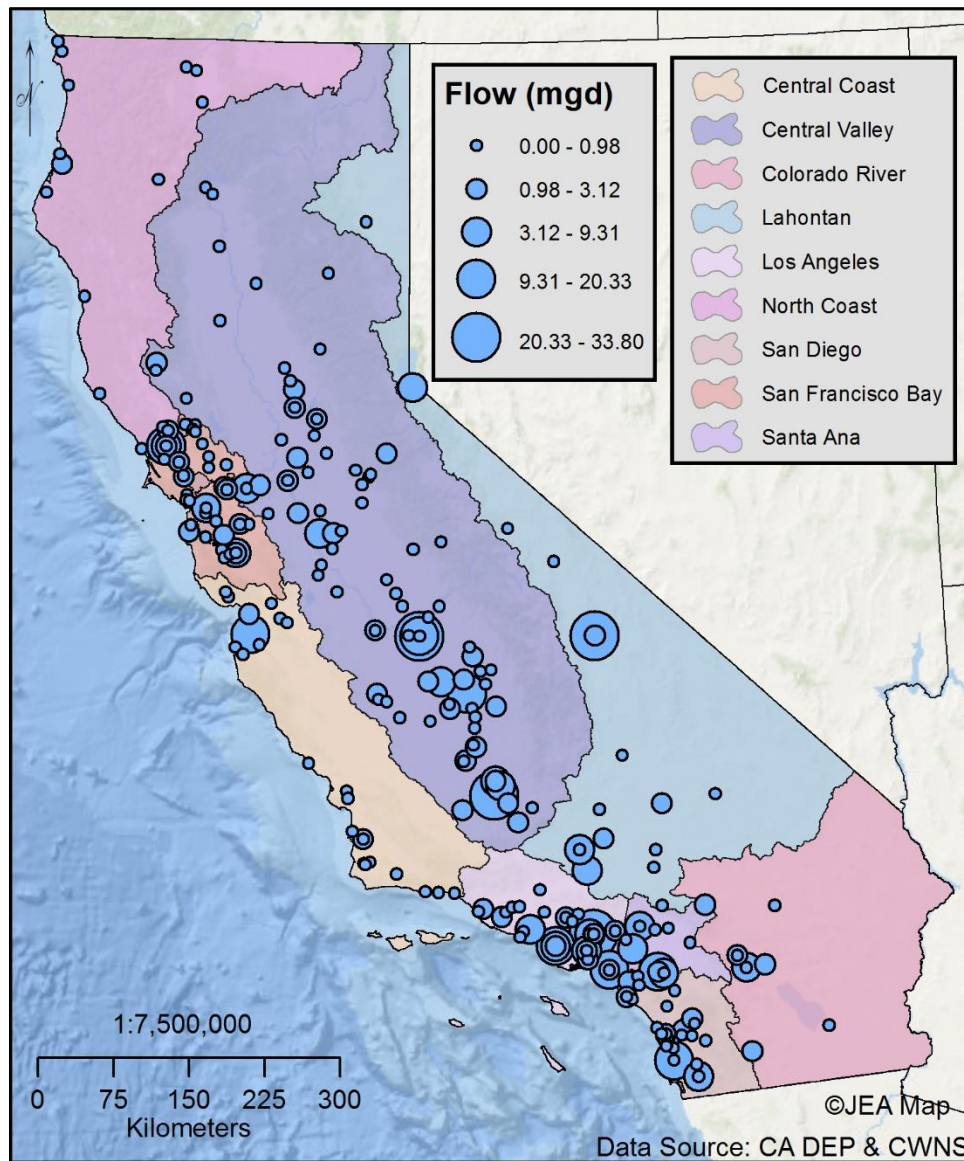 N
Flow (mgd)
0.00 - 0.98
0.98 - 3.12
3.12 - 9.31
9.31 - 20.33
20.33 - 33.80
Central Coast
Central Valley
Colorado River
Lahontan
Los Angeles
North Coast
San Diego
San Francisco Bay
Santa Ana
1:7,500,000
0 75 150 225 300
Kilometers
©JEA Map
Data Source: CA DEP & CWNS